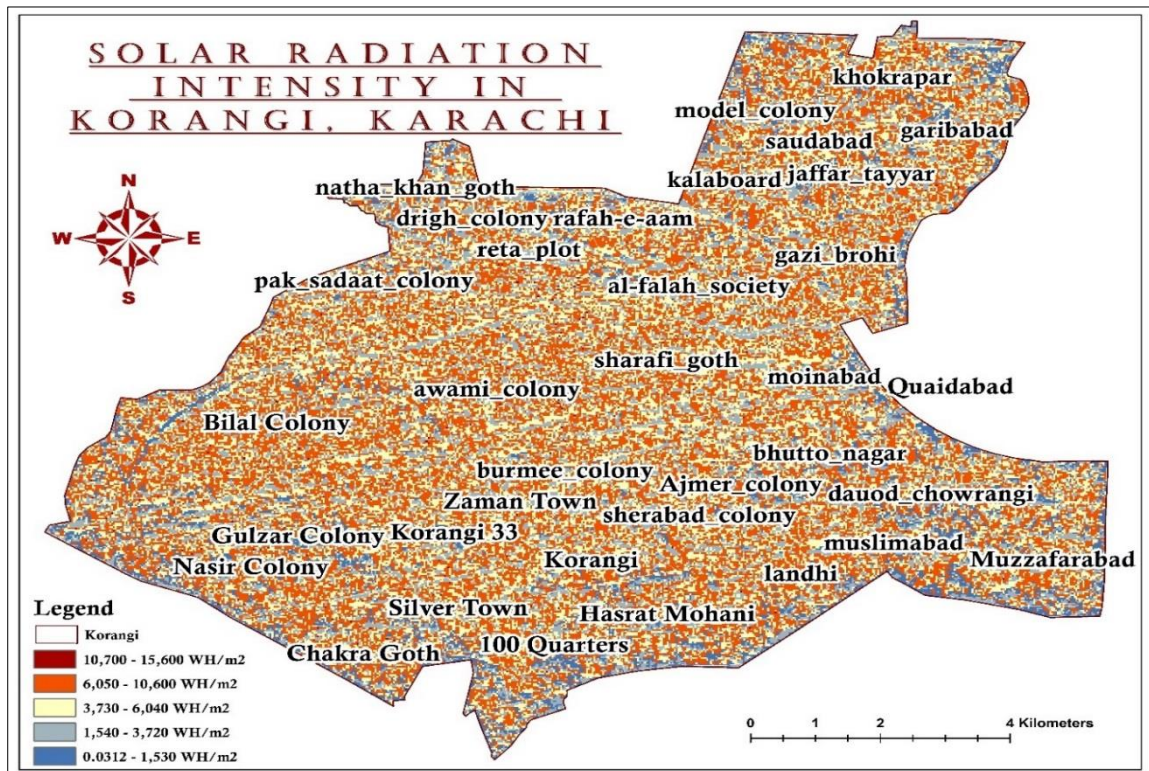 SOLAR RADIATION
INTENSITY IN
KORANGI, KARACHI
N
W E
S
khokrapar
model_colony
saudabad
garibabad
kalaboard
jaffar_tayyar
natha_khan_goth
drigh_colony
rafah-e-aam
reta_plot
gazi_brohi
pak_sadaat_colony
al-falah_society
sharafi_goth
moinabad
Quaidabad
awami_colony
Bilal Colony
bhutto_nagar
burmee_colony
Ajmer_colony
dauod_chowrangi
Zaman Town
sherabad_colony
Gulzar Colony
Korangi 33
muslimabad
Nasir Colony
Korangi
landhi
Muzzafarabad
Silver Town
Hasrat Mohani
Chakra Goth
100 Quarters
Legend
Korangi
10,700 - 15,600 WH/m2
6,050 - 10,600 WH/m2
3,730 - 6,040 WH/m2
1,540 - 3,720 WH/m2
0.0312 - 1,530 WH/m2
0 1 2 4 Kilometers